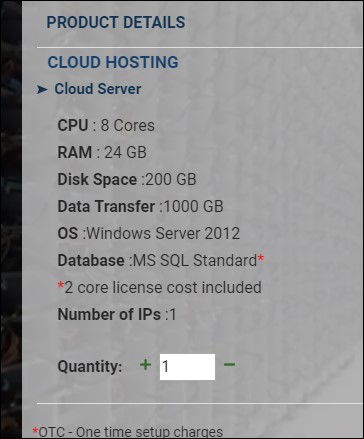 PRODUCT DETAILS
CLOUD HOSTING
➤ Cloud Server
CPU : 8 Cores
RAM : 24 GB
Disk Space :200 GB
Data Transfer :1000 GB
OS :Windows Server 2012
Database :MS SQL Standard*
*2 core license cost included
Number of IPs :1
Quantity: + 1 −
*OTC - One time setup charges